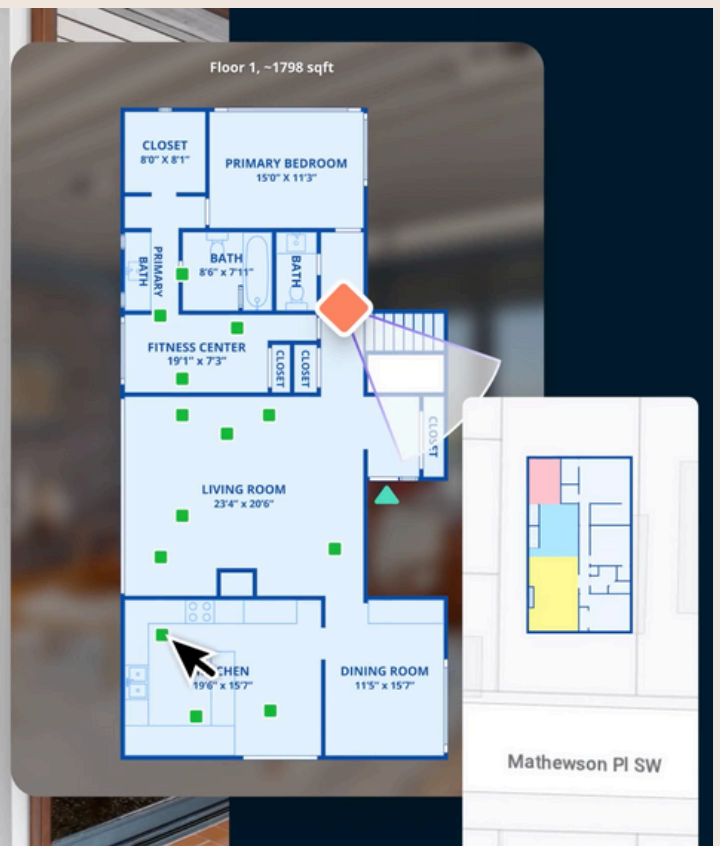 Floor 1, ~1798 sqft
CLOSET
8'0" X 8'1"
PRIMARY BEDROOM
15'0" X 11'3"
PRIMARY
BATH
BATH
8'6" x 7'11"
BATH
FITNESS CENTER
19'1" x 7'3"
CLOSET
CLOSET
CLOSET
LIVING ROOM
23'4" x 20'6"
CHEN
19'6" x 15'7"
DINING ROOM
11'5" x 15'7"
Mathewson Pl SW